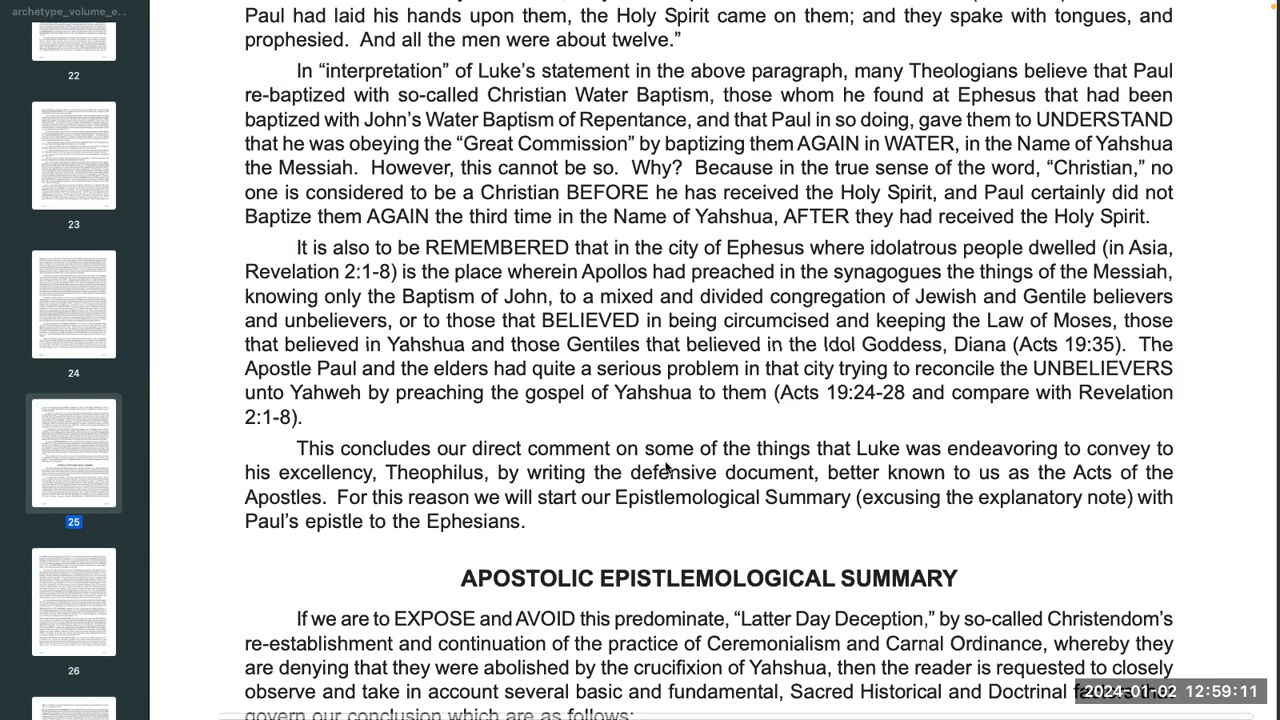 archetype_volume_e...
22
23
24
25
26
Paul had laid his hands upon them, the Holy Spirit came on them; and they spoke with tongues, and
prophesied. And all the men were about twelve.”
In “interpretation” of Luke’s statement in the above paragraph, many Theologians believe that Paul
re-baptized with so-called Christian Water Baptism, those whom he found at Ephesus that had been
baptized with John’s Water Baptism of Repentance, and that Paul inso doing, gave them to UNDERSTAND
that he was obeying the “Great Commission” by baptizing them AGAIN in WATER, in the Name of Yahshua
the Messiah. However, this cannot be so. Why? Because in the true sense of the word, “Christian,” no
one is considered to be a Christian BEFORE he has received the Holy Spirit, and Paul certainly did not
Baptize them AGAIN the third time in the Name of Yahshua, AFTER they had received the Holy Spirit.
It is also to be REMEMBERED that in the city of Ephesus where idolatrous people dwelled (in Asia,
Revelation 2:1-8) is the place wherein Apollos had preached in the synagogues the things of the Messiah,
knowing only the Baptism of John, to a mixed and divided congregation of Jewish and Gentile believers
and unbelievers, even those that BELIEVED in being circumcised and keeping the Law of Moses, those
that believed in Yahshua and those Gentiles that believed in the Idol Goddess, Diana (Acts 19:35). The
Apostle Paul and the elders had quite a serious problem in that city trying to reconcile the UNBELIEVERS
unto Yahweh by preaching the gospel of Yahshua to them (Acts 19:24-28 and compare with Revelation
2:1-8)
This concludes our direct comment on some of the things that Luke was endeavoring to convey to
his excellency, Theophillus in writing the defensive document, better known to us as the Acts of the
Apostles. For this reason we will start our Epistlemological Summary (excusing the explanatory note) with
Paul’s epistle to the Ephesians.
APOSTOLIC EPISTLEMOLOGICAL SUMMARY
If we are to EXPOSE and AVOID this predominate, “Latter Day Deception” by so-called Christendom’s
re-establishment and continuation of the practice of Ceremonialism and Carnal Ordinance, whereby they
are denying that they were abolished by the crucifixion of Yahshua, then the reader is requested to closely
observe and take in account several basic and fundamental, Sacred Historical and Doctrinal
2024-01-02 12:59:11